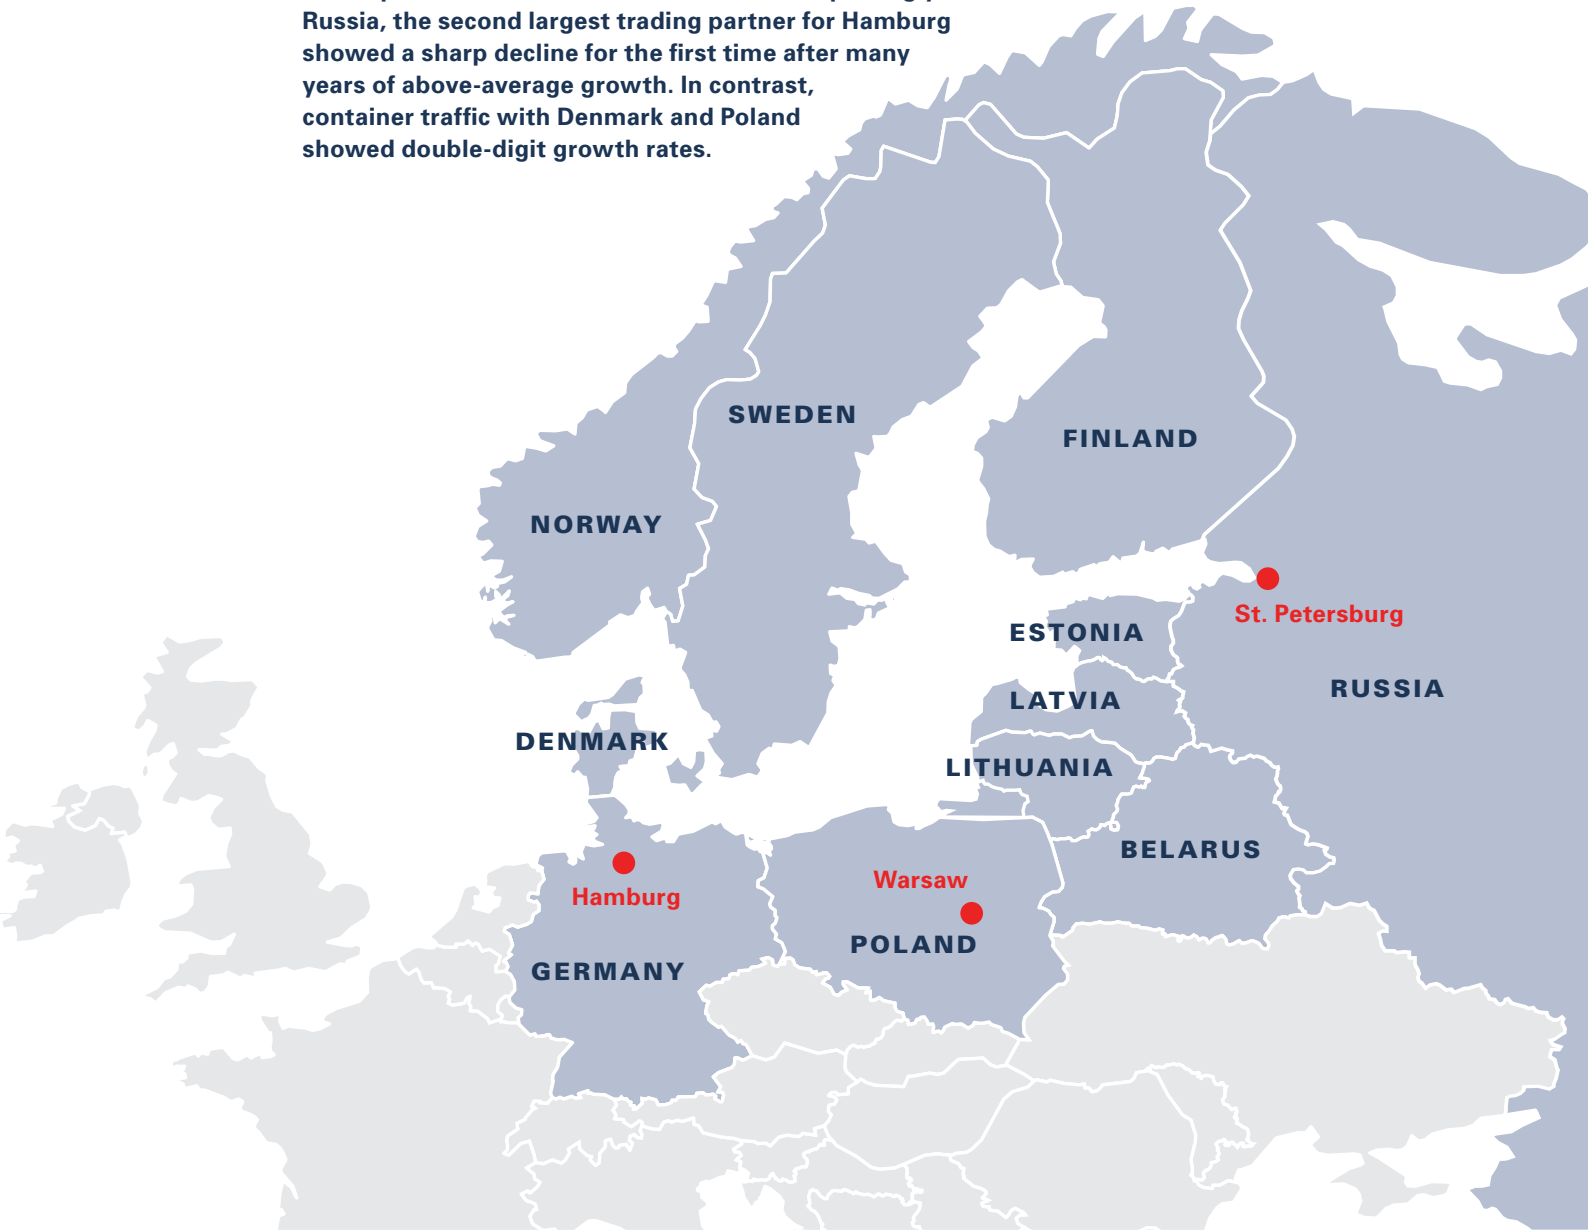 Russia, the second largest trading partner for Hamburg
showed a sharp decline for the first time after many
years of above-average growth. In contrast,
container traffic with Denmark and Poland
showed double-digit growth rates.
SWEDEN
FINLAND
NORWAY
St. Petersburg
ESTONIA
RUSSIA
LATVIA
DENMARK
LITHUANIA
BELARUS
Warsaw
Hamburg
POLAND
GERMANY